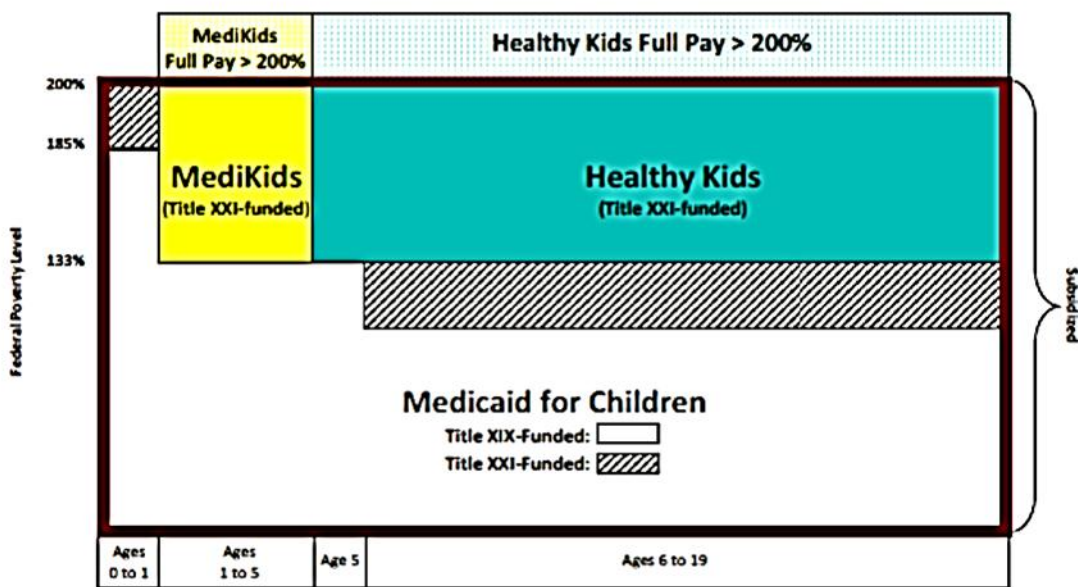 MediKids
Full Pay > 200%
Healthy Kids Full Pay > 200%
200%
185%
MediKids
(Title XXI-funded)
Healthy Kids
(Title XXI-funded)
133%
Federal Poverty Level
Subsidized
Medicaid for Children
Title XIX-Funded:
Title XXI-Funded:
Ages
0 to 1
Ages
1 to 5
Age 5
Ages 6 to 19